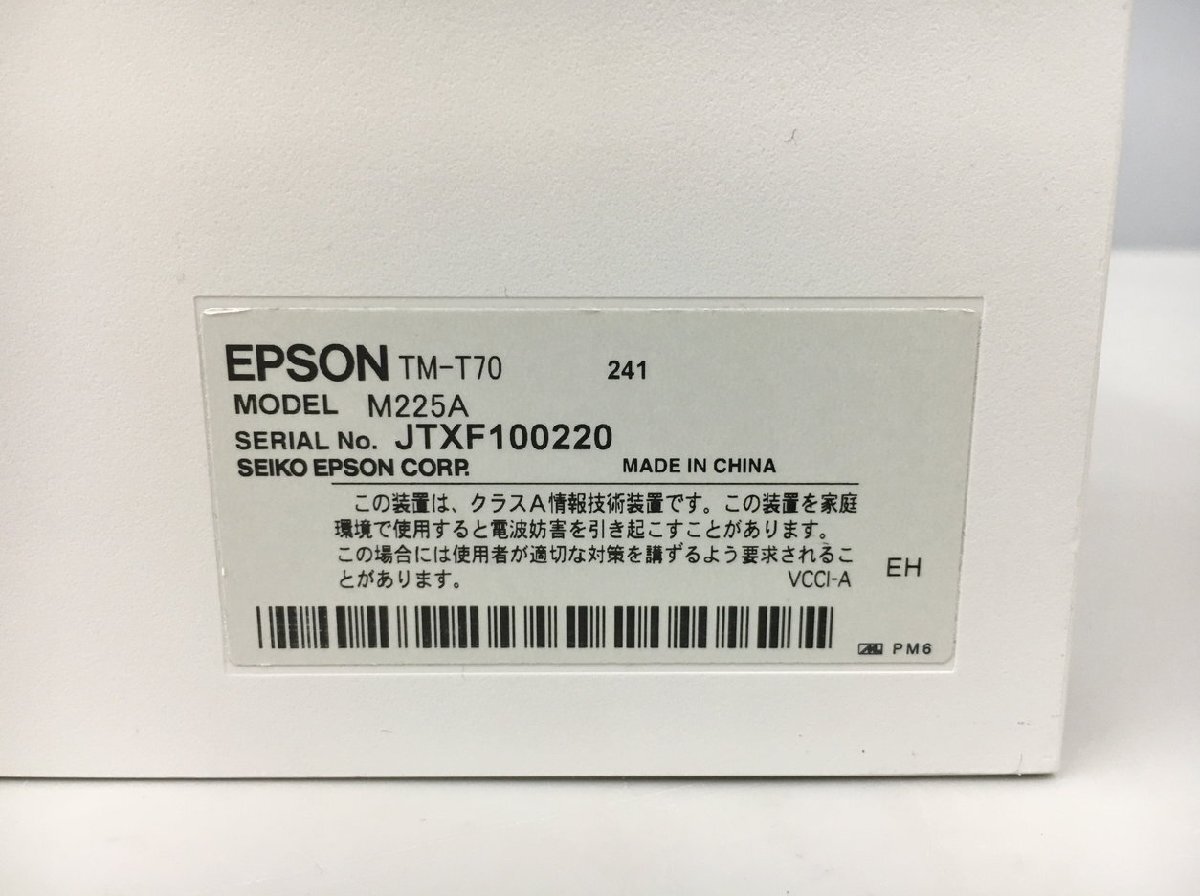 EPSON TM-T70 241
MODEL M225A
SERIAL No. JTXF100220
SEIKO EPSON CORP. MADE IN CHINA
この装置は、クラスA情報技術装置です。この装置を家庭
環境で使用すると電波妨害を引き起こすことがあります。
この場合には使用者が適切な対策を講ずるよう要求されるこ
とがあります。 VCCI-A
EH
PM6